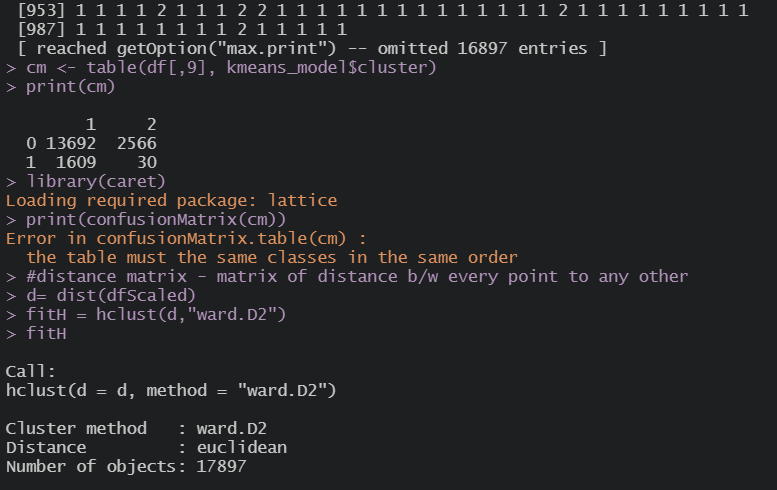 [953] 1 1 1 1 2 1 1 1 2 2 1 1 1 1 1 1 1 1 1 1 1 1 1 1 2 1 1 1 1 1 1 1 1 1
[987] 1 1 1 1 1 1 1 1 2 1 1 1 1 1
[ reached getOption("max.print") -- omitted 16897 entries ]
> cm <- table(df[,9], kmeans_model$cluster)
> print(cm)
1 2
0 13692 2566
1 1609 30
> library(caret)
Loading required package: lattice
> print(confusionMatrix(cm))
Error in confusionMatrix.table(cm) :
the table must the same classes in the same order
> #distance matrix - matrix of distance b/w every point to any other
> d= dist(dfScaled)
> fitH = hclust(d,"ward.D2")
> fitH
Call:
hclust(d = d, method = "ward.D2")
Cluster method : ward.D2
Distance : euclidean
Number of objects: 17897